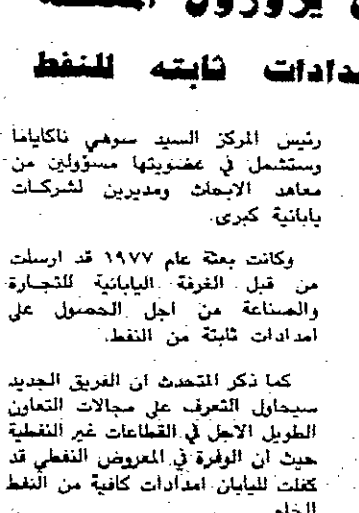 يزورون
امدادات ثابته للنفط
رئيس المركز السيد سوهي ناكاياما
وستشمل في عضويتها مسؤولين من
معاهد الابحاث ومديرين لشركات
يابانية كبرى.
وكانت بعثة عام ١٩٧٧ قد ارسلت
من قبل الغرفة اليابانية للتجارة
والصناعة من اجل الحصول على
امدادات ثابتة من النفط.
كما ذكر المتحدث ان الفريق الجديد
سيحاول التعرف على مجالات التعاون
الطويل الاجل في القطاعات غير النفطية
حيث ان الوفرة في المعروض النفطي قد
كفلت لليابان امدادات كافية من النفط
الخام